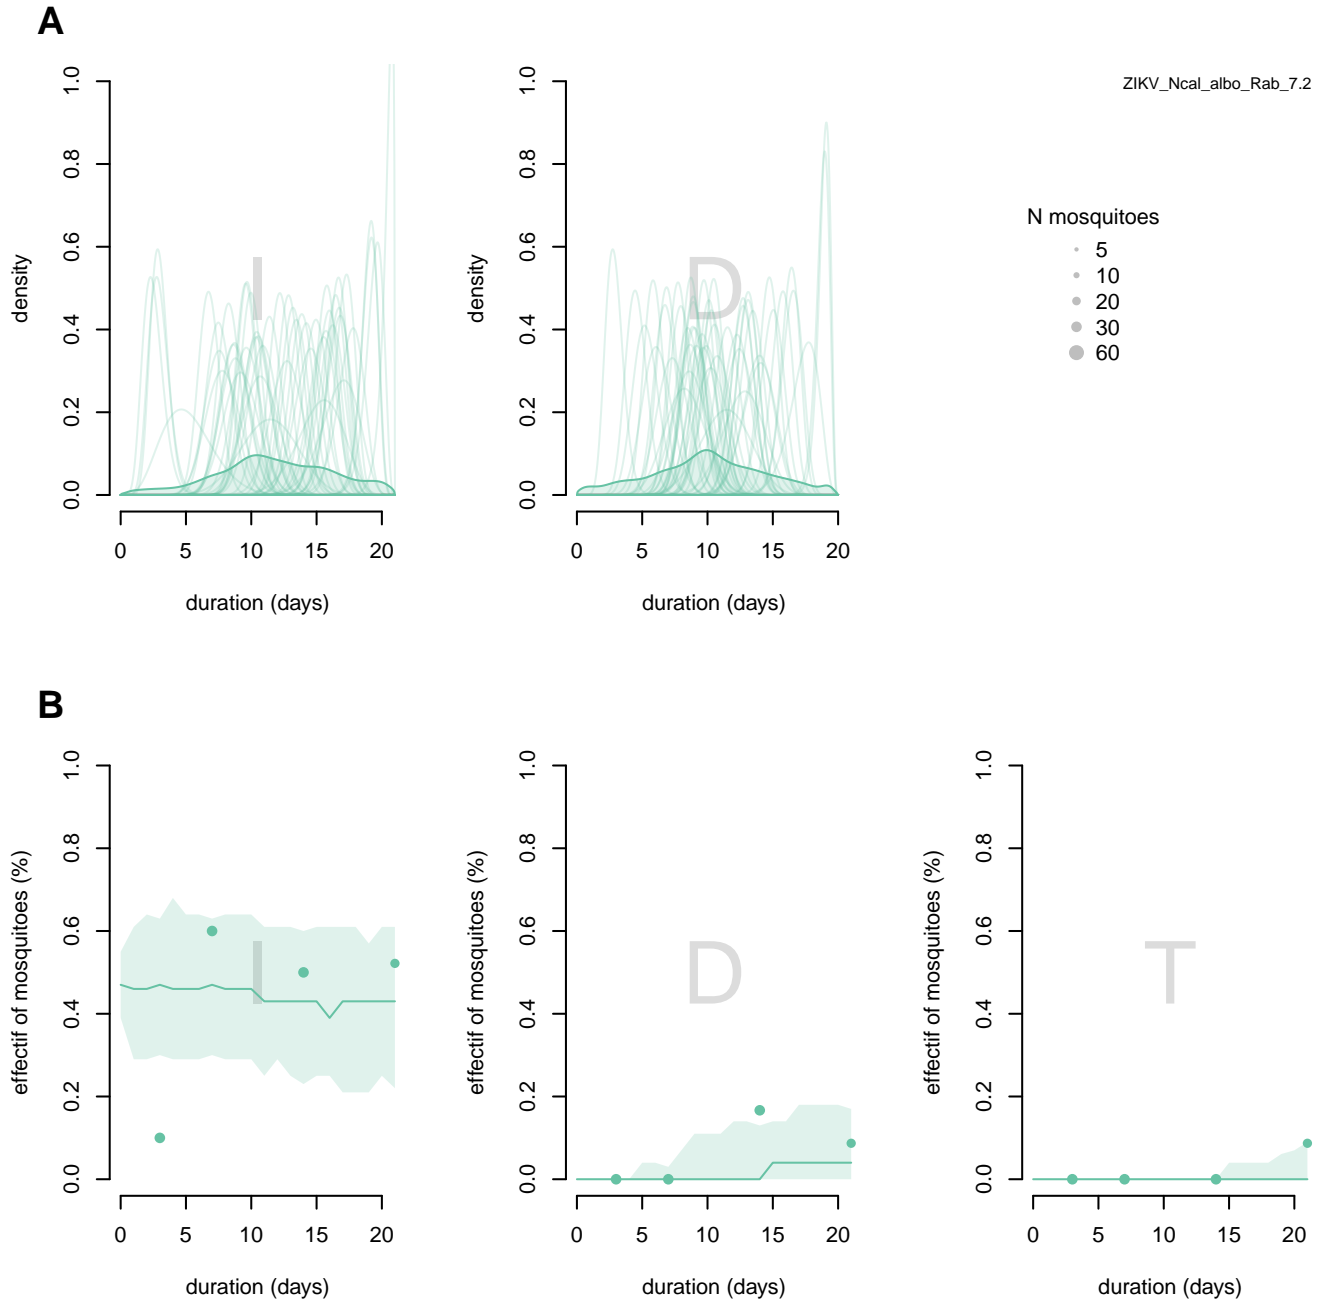 A
ZIKV_Ncal_albo_Rab_7.2
I
density
0.0 0.2 0.4 0.6 0.8 1.0
0 5 10 15 20
duration (days)
D
density
0.0 0.2 0.4 0.6 0.8 1.0
0 5 10 15 20
duration (days)
N mosquitoes
5
10
20
30
60
B
I
effectif of mosquitoes (%)
0.0 0.2 0.4 0.6 0.8 1.0
0 5 10 15 20
duration (days)
D
effectif of mosquitoes (%)
0.0 0.2 0.4 0.6 0.8 1.0
0 5 10 15 20
duration (days)
T
effectif of mosquitoes (%)
0.0 0.2 0.4 0.6 0.8 1.0
0 5 10 15 20
duration (days)